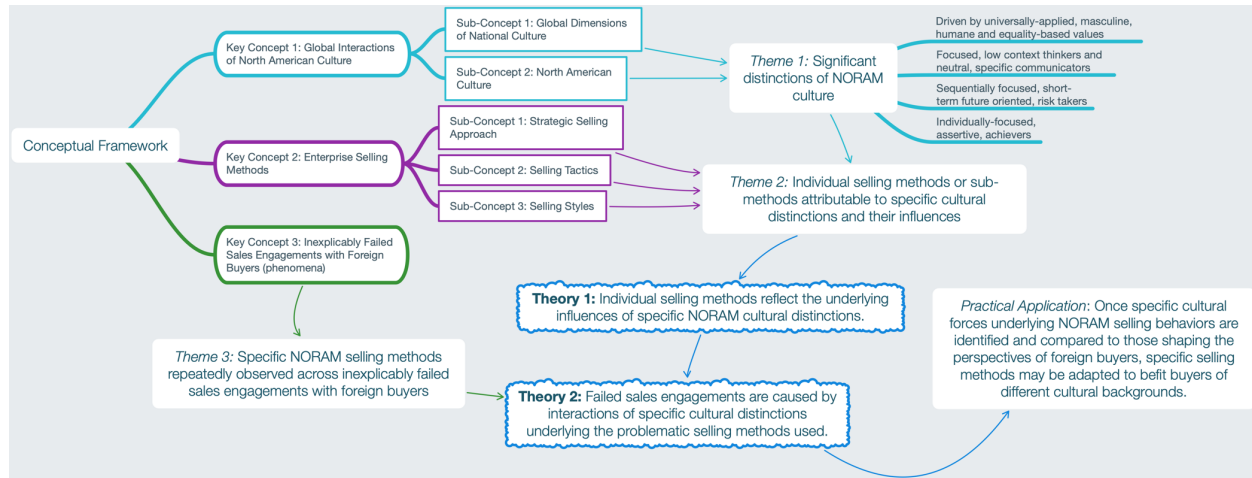 Conceptual Framework
Key Concept 1: Global Interactions
of North American Culture
Sub-Concept 1: Global Dimensions
of National Culture
Sub-Concept 2: North American
Culture
Theme 1: Significant
distinctions of NORAM
culture
Driven by universally-applied, masculine,
humane and equality-based values
Focused, low context thinkers and
neutral, specific communicators
Sequentially focused, short-
term future oriented, risk takers
Individually-focused,
assertive, achievers
Key Concept 2: Enterprise Selling
Methods
Sub-Concept 1: Strategic Selling
Approach
Sub-Concept 2: Selling Tactics
Sub-Concept 3: Selling Styles
Theme 2: Individual selling methods or sub-
methods attributable to specific cultural
distinctions and their influences
Key Concept 3: Inexplicably Failed
Sales Engagements with Foreign
Buyers (phenomena)
Theme 3: Specific NORAM selling methods
repeatedly observed across inexplicably failed
sales engagements with foreign buyers
Theory 1: Individual selling methods reflect the underlying
influences of specific NORAM cultural distinctions.
Theory 2: Failed sales engagements are caused by
interactions of specific cultural distinctions
underlying the problematic selling methods used.
Practical Application: Once specific cultural
forces underlying NORAM selling behaviors are
identified and compared to those shaping the
perspectives of foreign buyers, specific selling
methods may be adapted to befit buyers of
different cultural backgrounds.